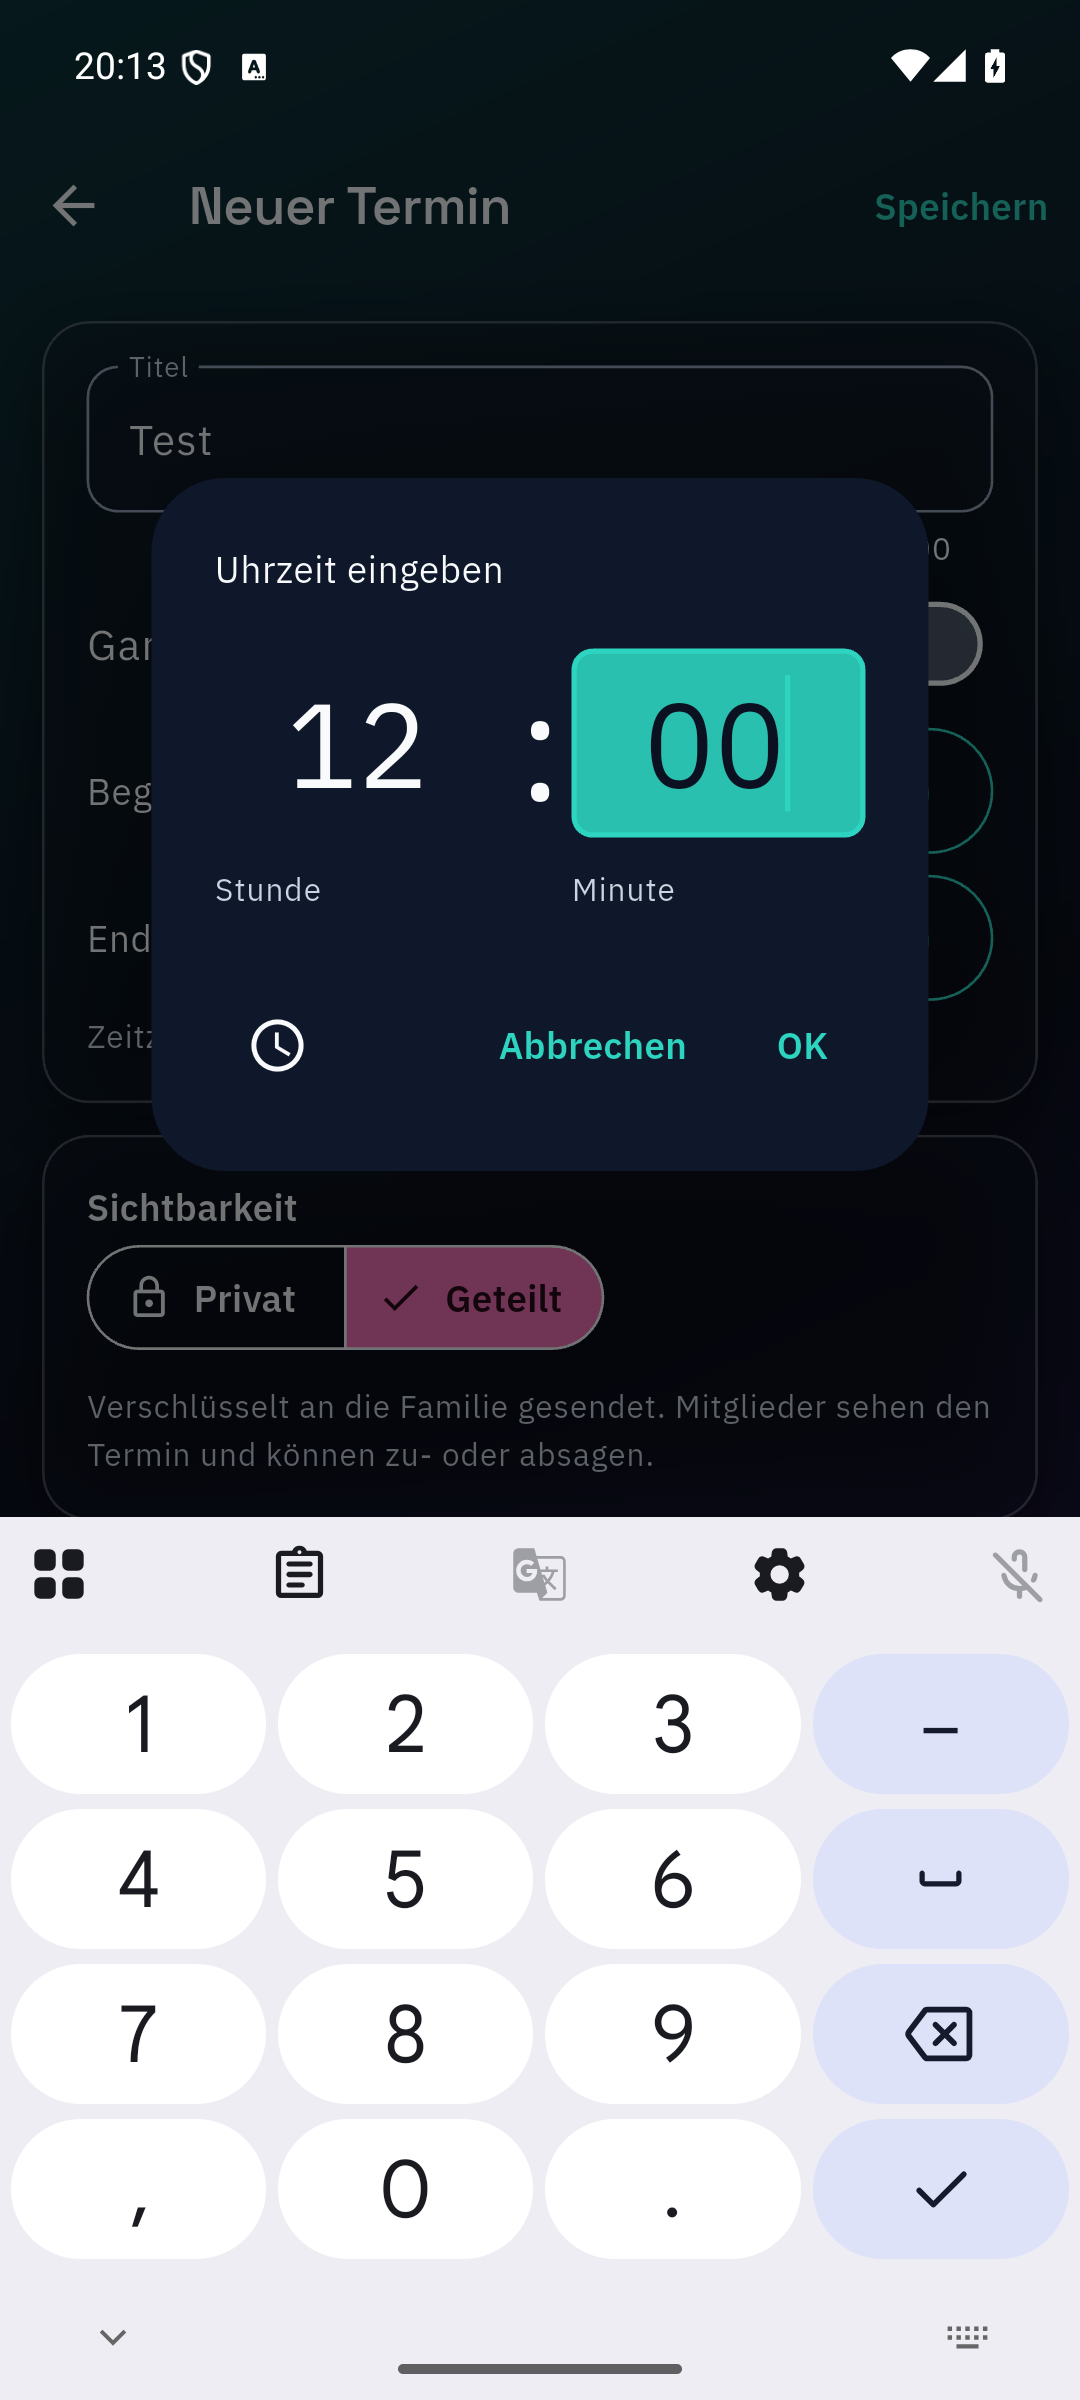 20:13
Neuer Termin
Speichern
Titel
Test
Uhrzeit eingeben
12 : 00
Stunde
Minute
Abbrechen
OK
Sichtbarkeit
Privat
Geteilt
Verschlüsselt an die Familie gesendet. Mitglieder sehen den
Termin und können zu- oder absagen.
1 2 3 –
4 5 6
7 8 9
, 0 .